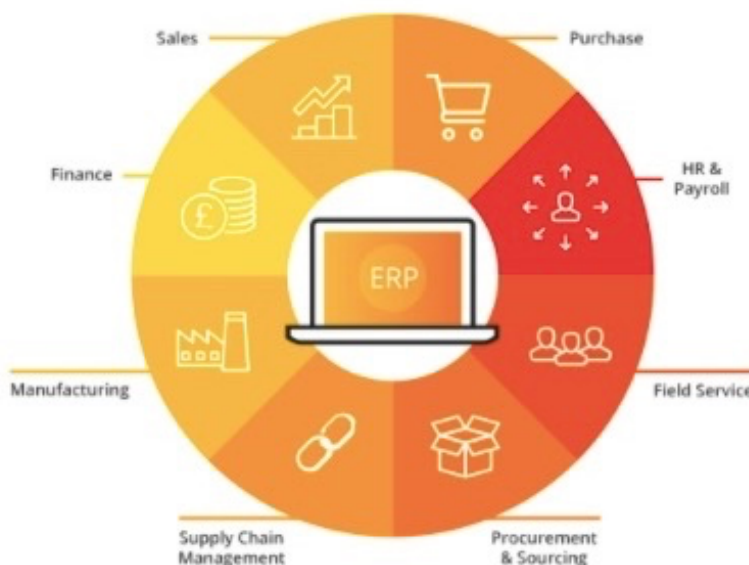 Sales
Purchase
Finance
HR &
Payroll
£
ERP
Manufacturing
Field Service
Supply Chain
Management
Procurement
& Sourcing